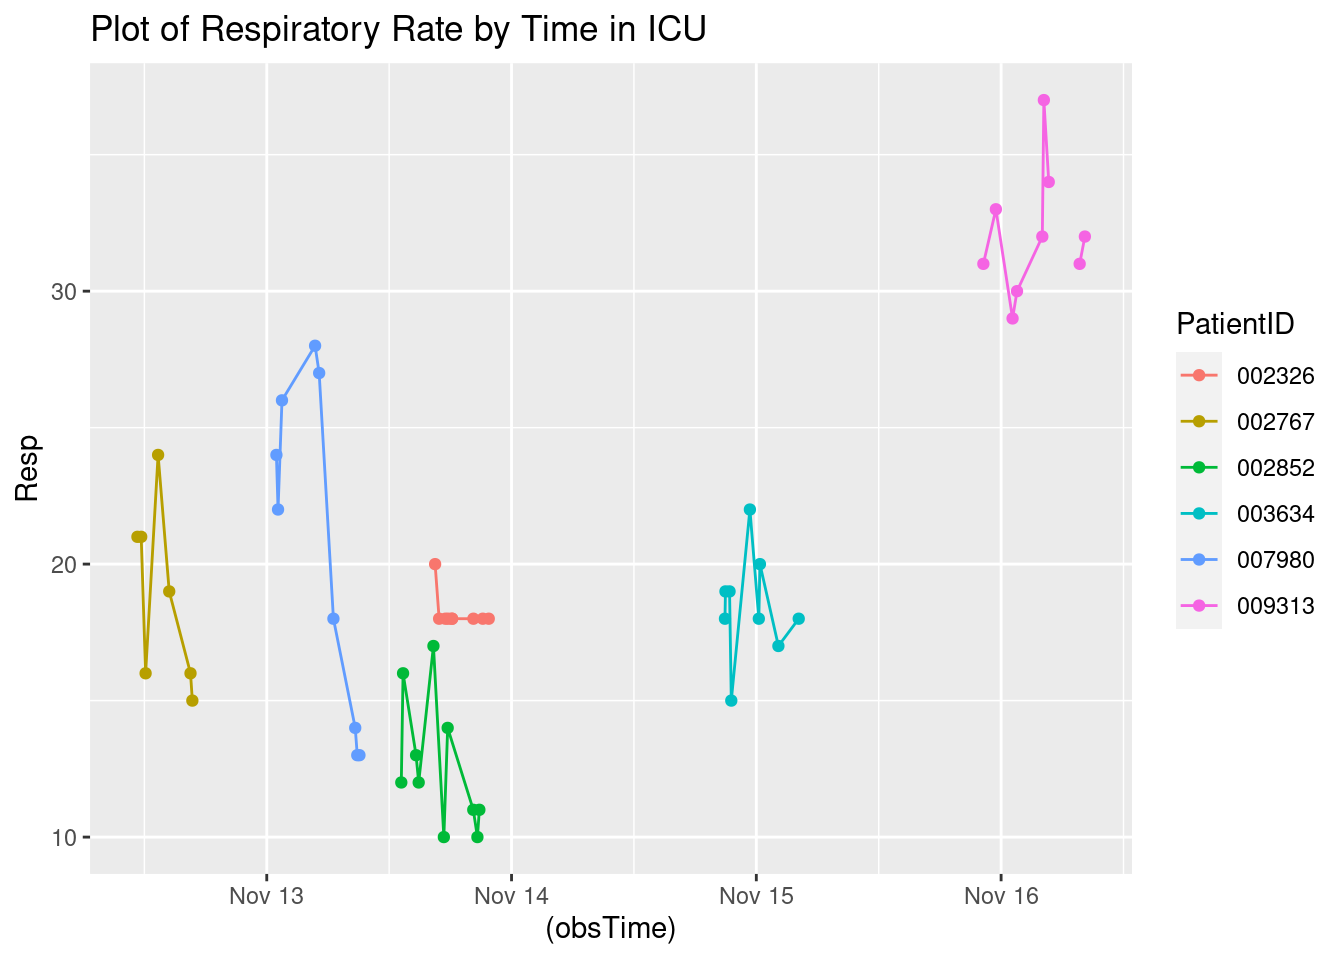 Plot of Respiratory Rate by Time in ICU
30
20
10
Resp
Nov 13
Nov 14
Nov 15
Nov 16
(obsTime)
PatientID
002326
002767
002852
003634
007980
009313